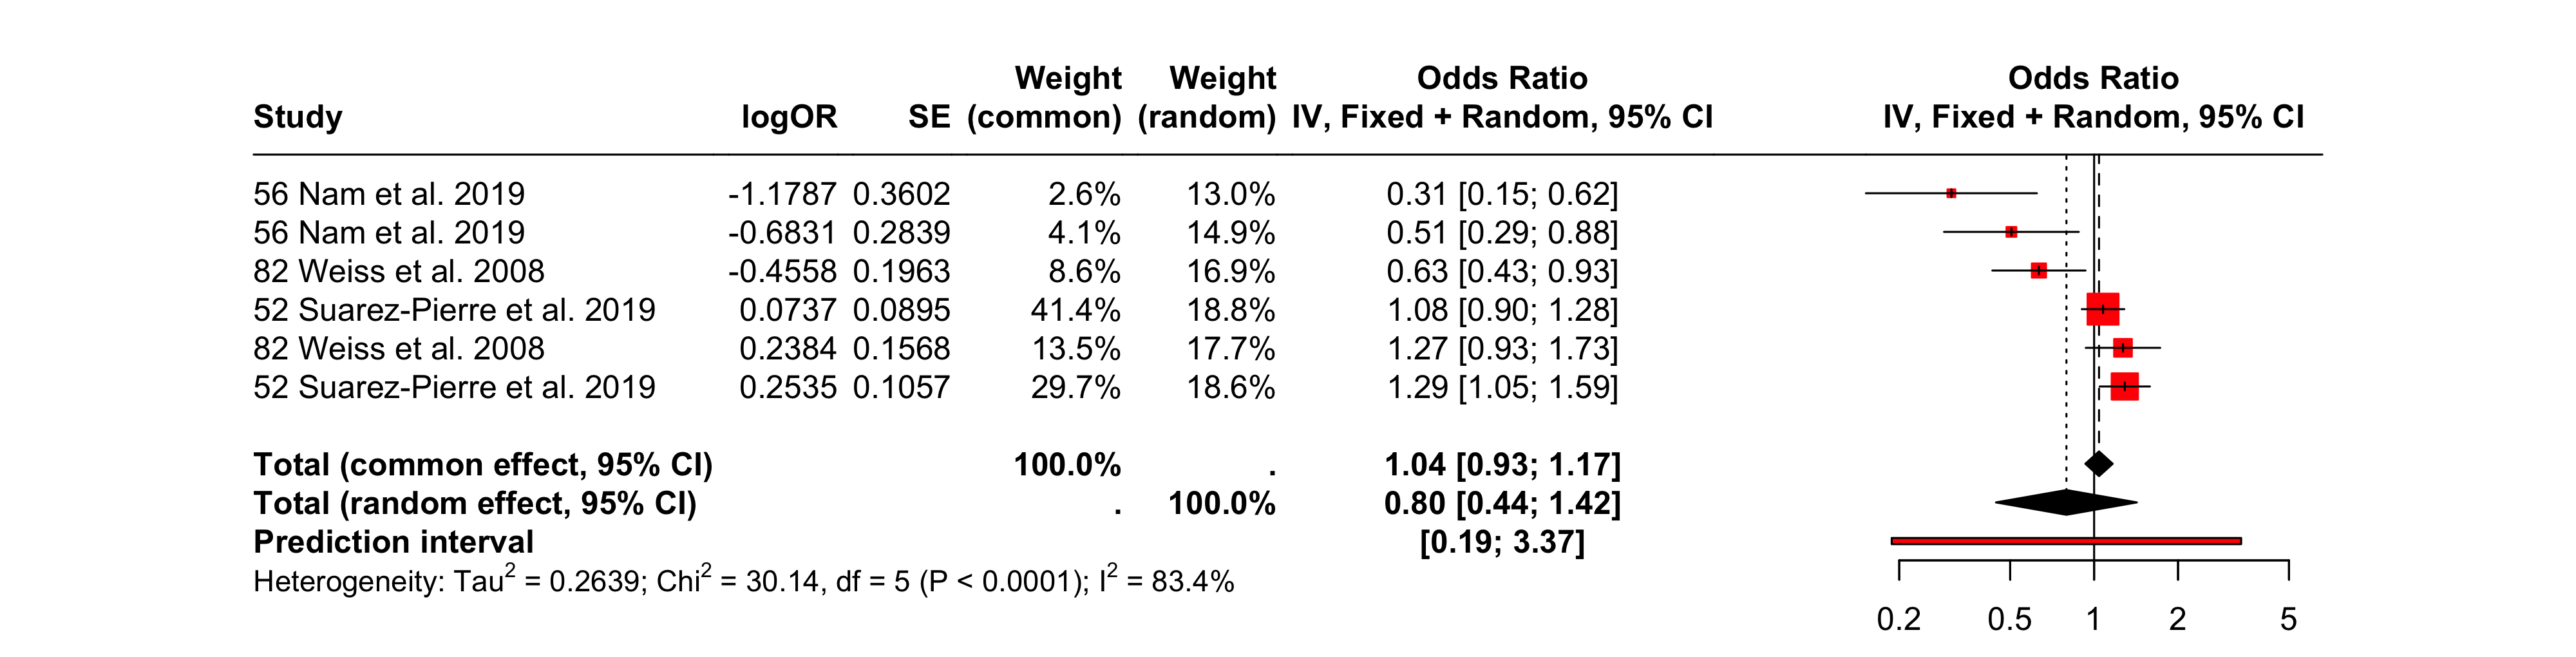 Weight Weight Odds Ratio Odds Ratio
Study logOR SE (common) (random) IV, Fixed + Random, 95% CI IV, Fixed + Random, 95% CI
56 Nam et al. 2019 -1.1787 0.3602 2.6% 13.0% 0.31 [0.15; 0.62]
56 Nam et al. 2019 -0.6831 0.2839 4.1% 14.9% 0.51 [0.29; 0.88]
82 Weiss et al. 2008 -0.4558 0.1963 8.6% 16.9% 0.63 [0.43; 0.93]
52 Suarez-Pierre et al. 2019 0.0737 0.0895 41.4% 18.8% 1.08 [0.90; 1.28]
82 Weiss et al. 2008 0.2384 0.1568 13.5% 17.7% 1.27 [0.93; 1.73]
52 Suarez-Pierre et al. 2019 0.2535 0.1057 29.7% 18.6% 1.29 [1.05; 1.59]
Total (common effect, 95% CI) 100.0% . 1.04 [0.93; 1.17]
Total (random effect, 95% CI) . 100.0% 0.80 [0.44; 1.42]
Prediction interval [0.19; 3.37]
Heterogeneity: Tau² = 0.2639; Chi² = 30.14, df = 5 (P < 0.0001); I² = 83.4%
0.2 0.5 1 2 5